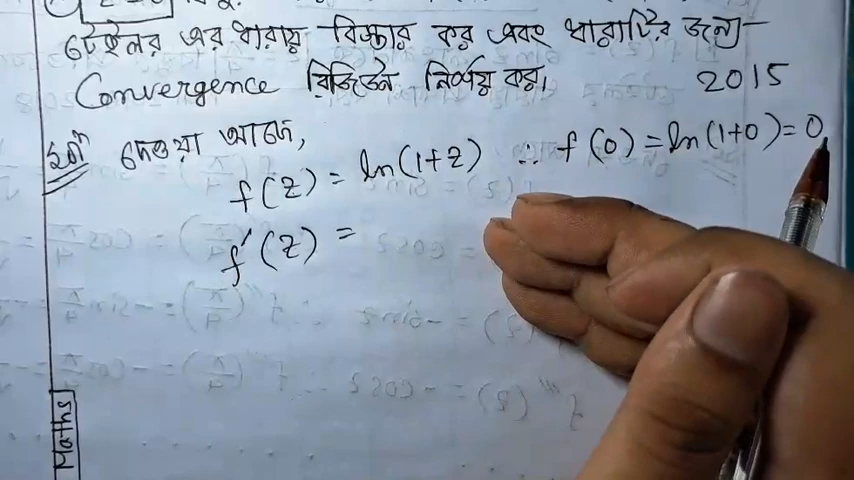 টেইলর এর ধারায় বিস্তার কর এবং ধারাটির জন্য
Convergence রিজিওন নির্ণয় কর। 2015
দেওয়া আছে,
f(z) = ln(1+z) ∴ f(0) = ln(1+0) = 0
f′(z) =
Maths